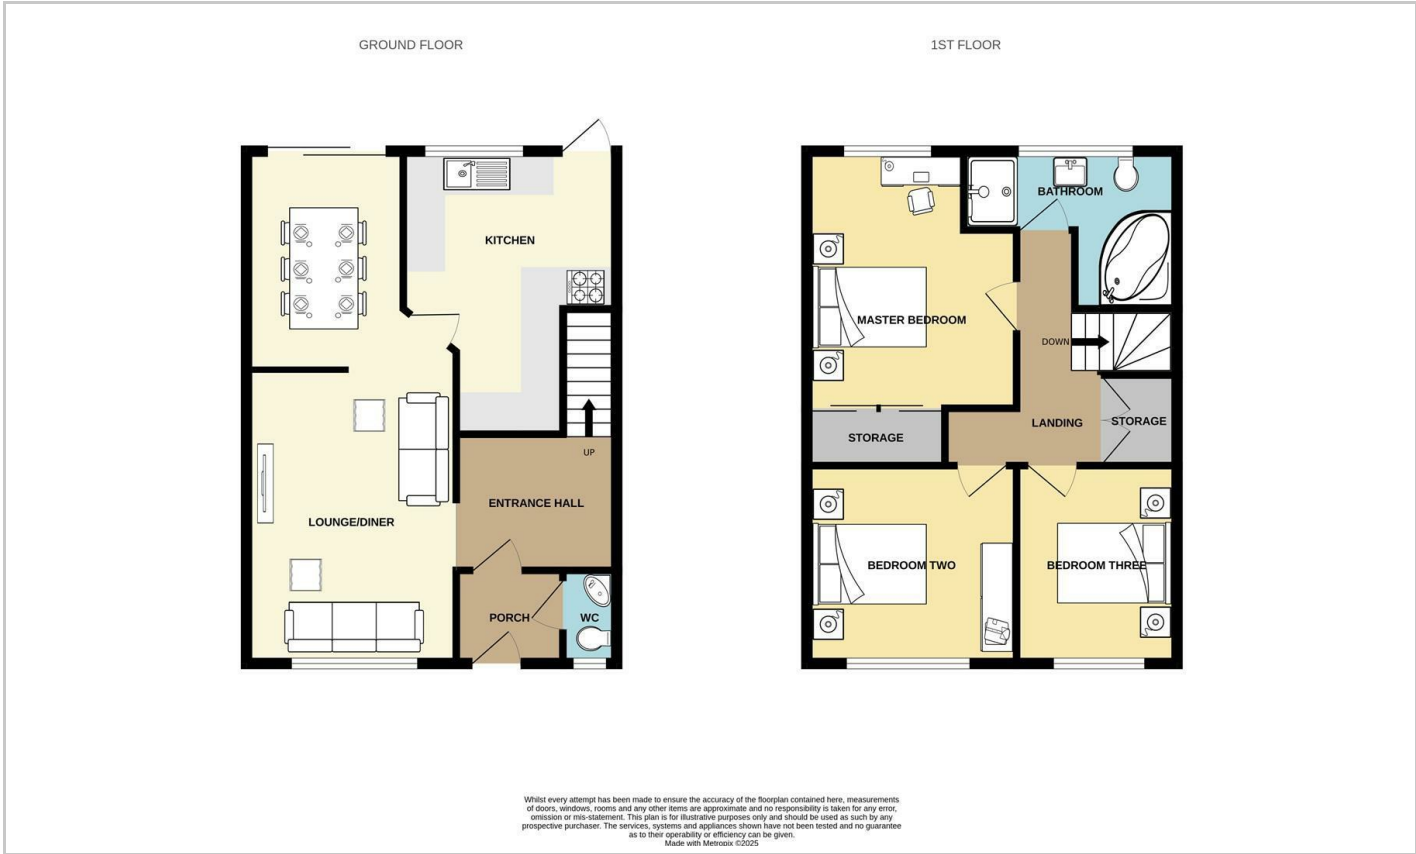 GROUND FLOOR
KITCHEN
UP
ENTRANCE HALL
LOUNGE/DINER
PORCH
WC
1ST FLOOR
BATHROOM
MASTER BEDROOM
DOWN
STORAGE
LANDING
STORAGE
BEDROOM TWO
BEDROOM THREE
Whilst every attempt has been made to ensure the accuracy of the floorplan contained here, measurements
of doors, windows, rooms and any other items are approximate and no responsibility is taken for any error,
omission or mis-statement. This plan is for illustrative purposes only and should be used as such by any
prospective purchaser. The services, systems and appliances shown have not been tested and no guarantee
as to their operability or efficiency can be given.
Made with Metropix ©2025